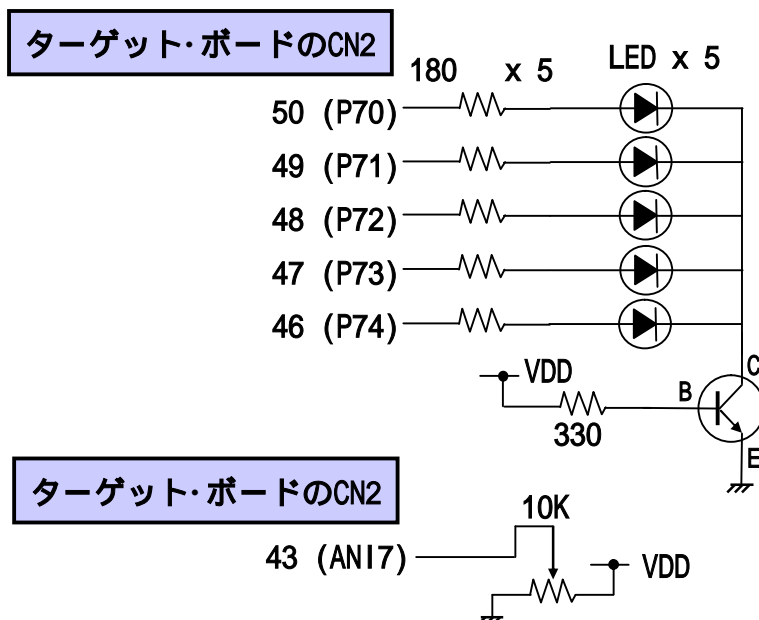 ターゲット・ボードのCN2
180 x 5 LED x 5
50 (P70)
49 (P71)
48 (P72)
47 (P73)
46 (P74)
VDD
C
B
330
E
ターゲット・ボードのCN2
10K
43 (ANI7)
VDD